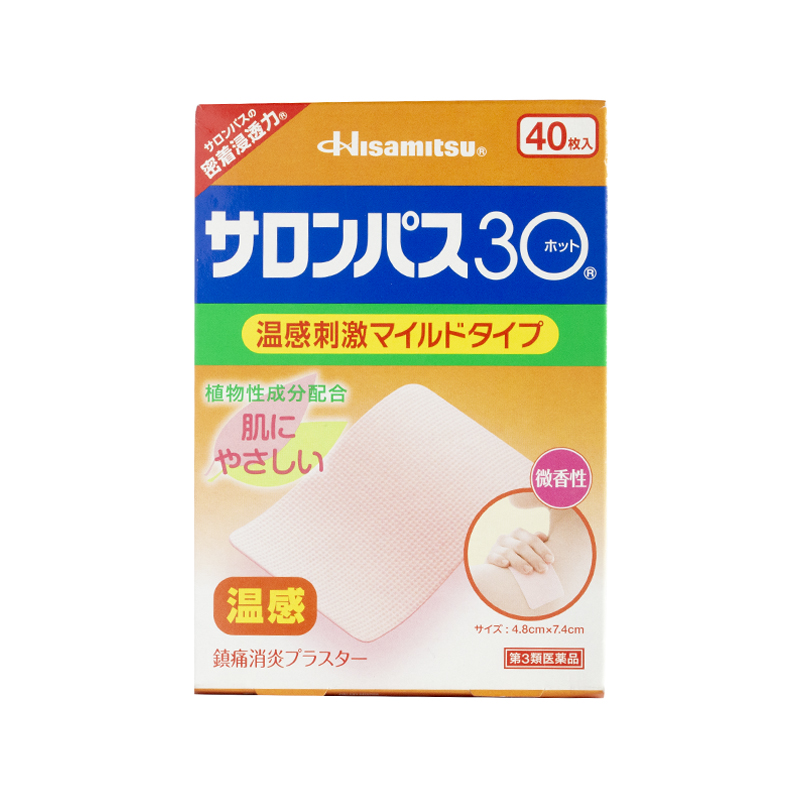 サロンパスの
密着浸透力®
Hisamitsu®
40枚入
サロンパス30®
ホット
温感刺激マイルドタイプ
植物性成分配合
肌に
やさしい
微香性
温感
サイズ：4.8cm×7.4cm
鎮痛消炎プラスター
第3類医薬品